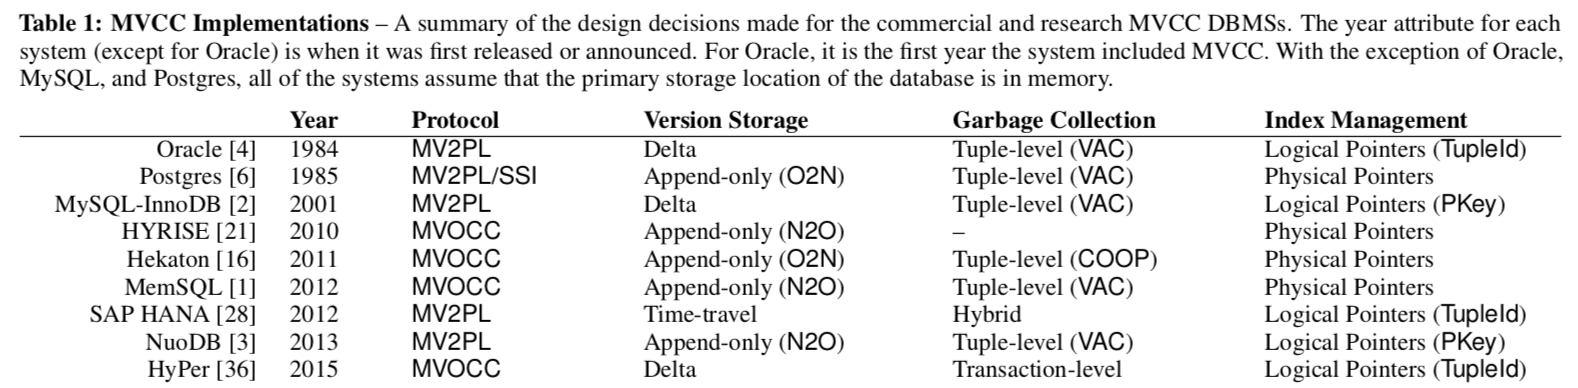 Table 1: MVCC Implementations – A summary of the design decisions made for the commercial and research MVCC DBMSs. The year attribute for each
system (except for Oracle) is when it was first released or announced. For Oracle, it is the first year the system included MVCC. With the exception of Oracle,
MySQL, and Postgres, all of the systems assume that the primary storage location of the database is in memory.
Year Protocol Version Storage Garbage Collection Index Management
Oracle [4] 1984 MV2PL Delta Tuple-level (VAC) Logical Pointers (TupleId)
Postgres [6] 1985 MV2PL/SSI Append-only (O2N) Tuple-level (VAC) Physical Pointers
MySQL-InnoDB [2] 2001 MV2PL Delta Tuple-level (VAC) Logical Pointers (PKey)
HYRISE [21] 2010 MVOCC Append-only (N2O) – Physical Pointers
Hekaton [16] 2011 MVOCC Append-only (O2N) Tuple-level (COOP) Physical Pointers
MemSQL [1] 2012 MVOCC Append-only (N2O) Tuple-level (VAC) Physical Pointers
SAP HANA [28] 2012 MV2PL Time-travel Hybrid Logical Pointers (TupleId)
NuoDB [3] 2013 MV2PL Append-only (N2O) Tuple-level (VAC) Logical Pointers (PKey)
HyPer [36] 2015 MVOCC Delta Transaction-level Logical Pointers (TupleId)